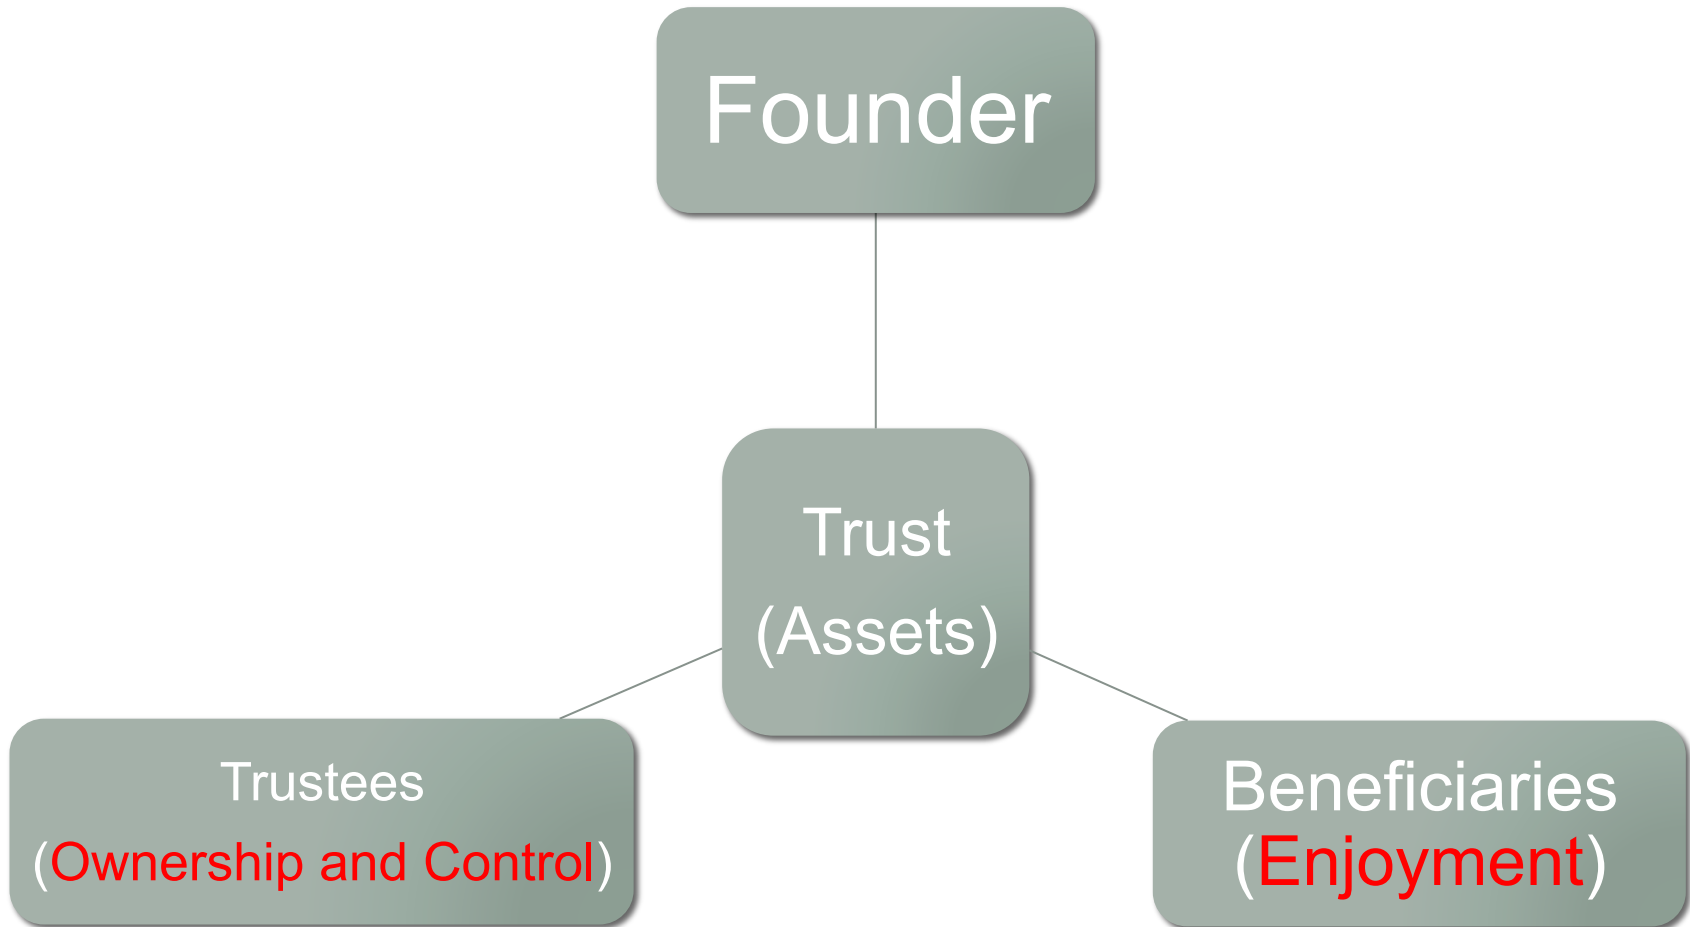 Founder
Trust
(Assets)
Trustees
(Ownership and Control)
Beneficiaries
(Enjoyment)